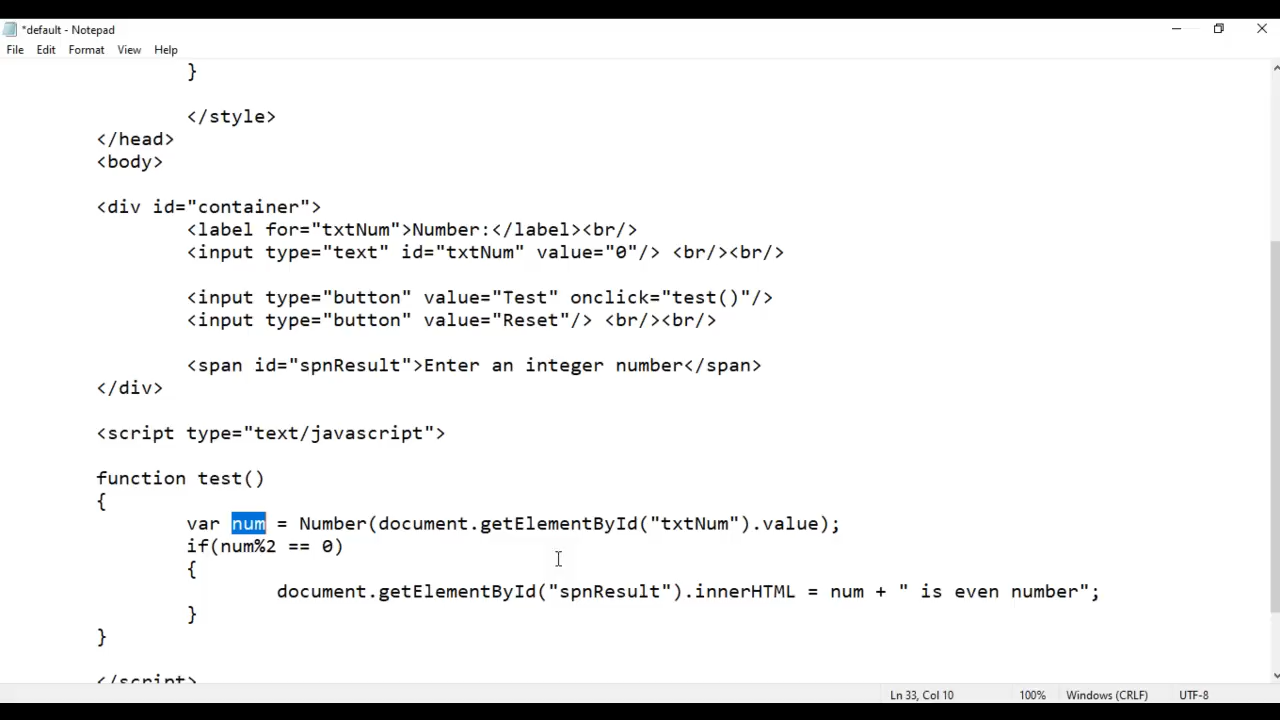 *default - Notepad
File Edit Format View Help
}
</style>
</head>
<body>
<div id="container">
<label for="txtNum">Number:</label><br/>
<input type="text" id="txtNum" value="0"/> <br/><br/>
<input type="button" value="Test" onclick="test()"/>
<input type="button" value="Reset"/> <br/><br/>
<span id="spnResult">Enter an integer number</span>
</div>
<script type="text/javascript">
function test()
{
var num = Number(document.getElementById("txtNum").value);
if(num%2 == 0)
{
document.getElementById("spnResult").innerHTML = num + " is even number";
}
}
</script>
Ln 33, Col 10 100% Windows (CRLF) UTF-8